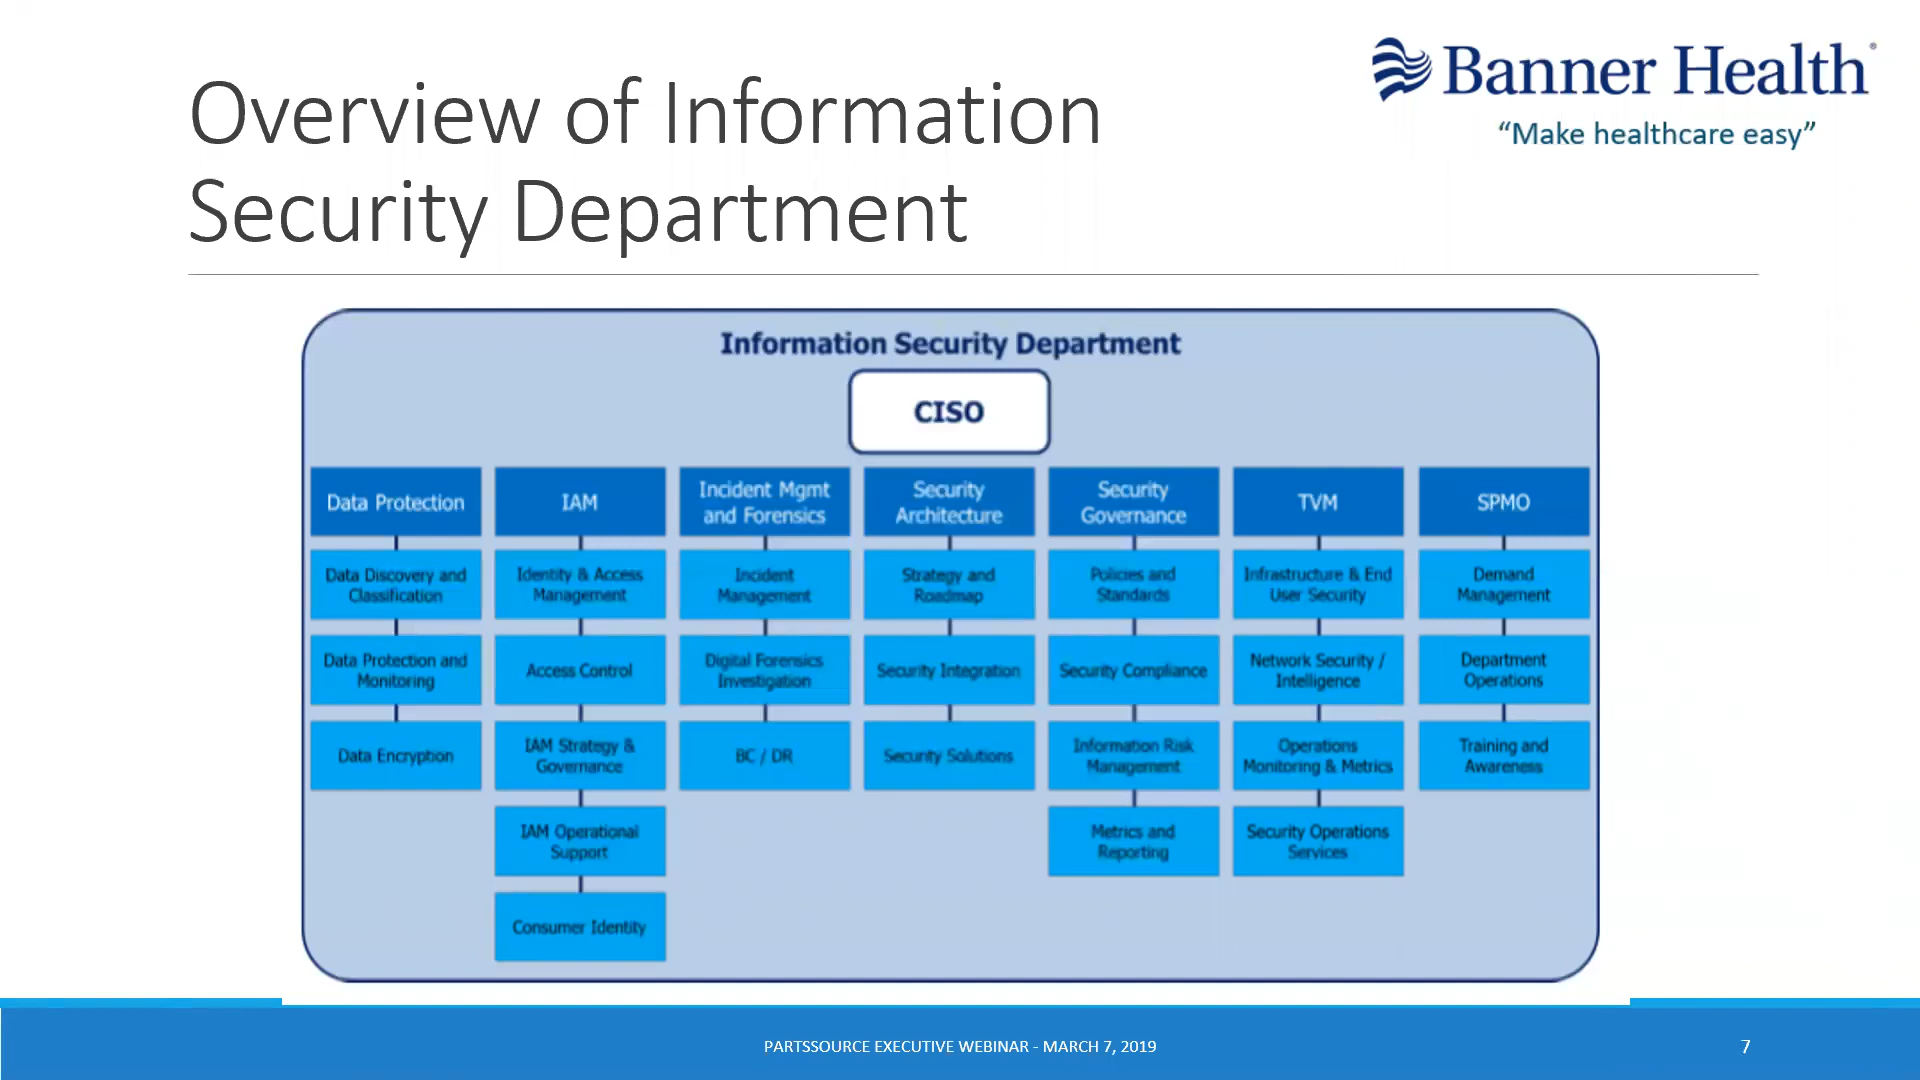 Overview of Information
Security Department
Banner Health®
“Make healthcare easy”
Information Security Department
CISO
Data Protection
Data Discovery and
Classification
Data Protection and
Monitoring
Data Encryption
IAM
Identity & Access
Management
Access Control
IAM Strategy &
Governance
IAM Operational
Support
Consumer Identity
Incident Mgmt
and Forensics
Incident
Management
Digital Forensics
Investigation
BC / DR
Security
Architecture
Strategy and
Roadmap
Security Integration
Security Solutions
Security
Governance
Policies and
Standards
Security Compliance
Information Risk
Management
Metrics and
Reporting
TVM
Infrastructure & End
User Security
Network Security /
Intelligence
Operations
Monitoring & Metrics
Security Operations
Services
SPMO
Demand
Management
Department
Operations
Training and
Awareness
PARTSSOURCE EXECUTIVE WEBINAR - MARCH 7, 2019
7